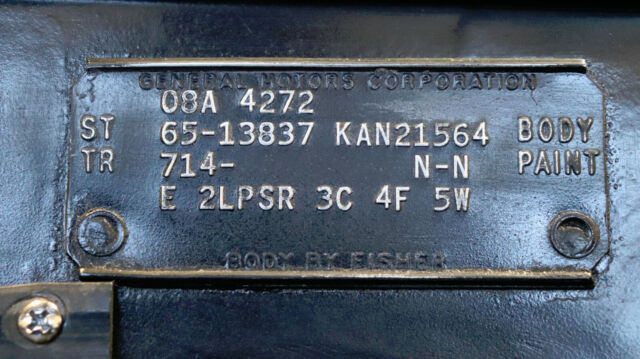 GENERAL MOTORS CORPORATION
08A 4272
ST 65-13837 KAN21564 BODY
TR 714- N-N PAINT
E 2LPSR 3C 4F 5W
BODY BY FISHER